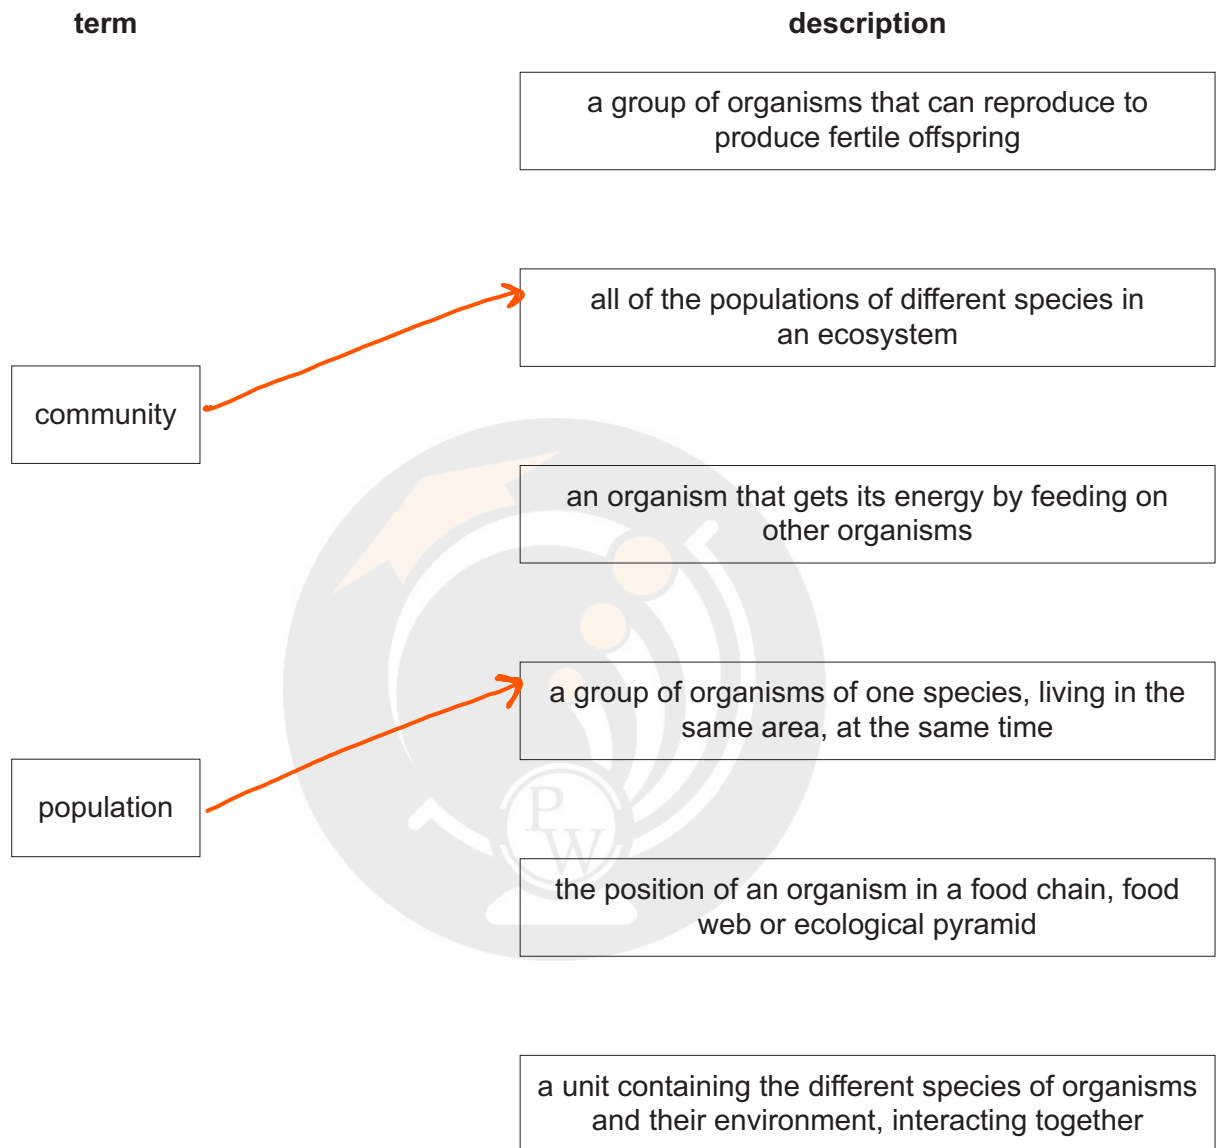 term
description
a group of organisms that can reproduce to
produce fertile offspring
all of the populations of different species in
an ecosystem
community
an organism that gets its energy by feeding on
other organisms
a group of organisms of one species, living in the
same area, at the same time
population
P
W
the position of an organism in a food chain, food
web or ecological pyramid
a unit containing the different species of organisms
and their environment, interacting together